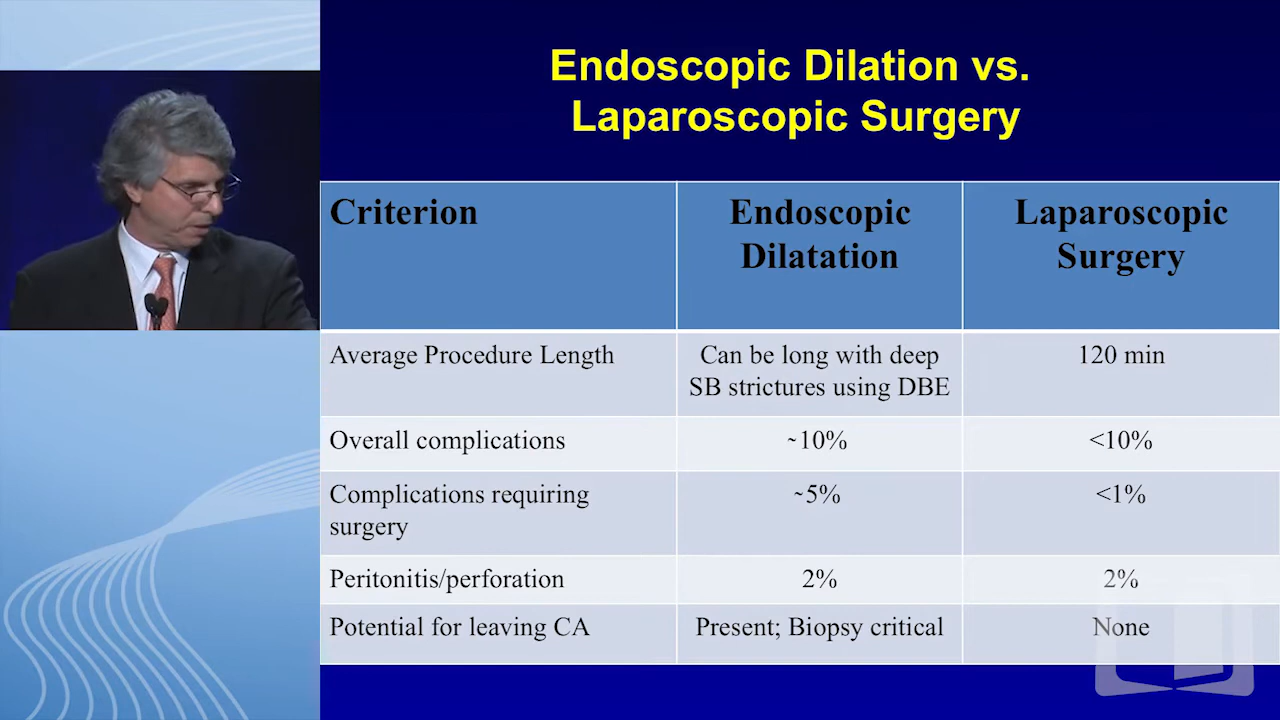 Endoscopic Dilation vs.
Laparoscopic Surgery
Criterion
Endoscopic
Dilatation
Laparoscopic
Surgery
Average Procedure Length
Can be long with deep
SB strictures using DBE
120 min
Overall complications
~10%
<10%
Complications requiring
surgery
~5%
<1%
Peritonitis/perforation
2%
2%
Potential for leaving CA
Present; Biopsy critical
None